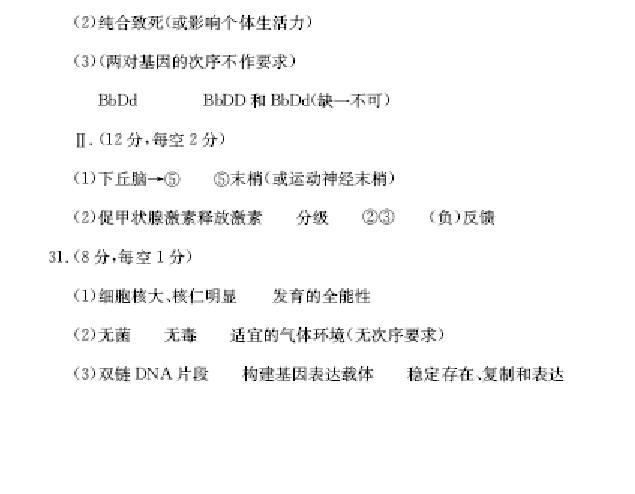 (2)纯合致死(或影响个体生活力)
(3)(两对基因的次序不作要求)
BbDd BbDD 和 BbDd(缺一不可)
Ⅱ.(12 分,每空 2 分)
(1)下丘脑→⑤ ⑤末梢(或运动神经末梢)
(2)促甲状腺激素释放激素 分级 ②③ (负)反馈
31.(8 分,每空 1 分)
(1)细胞核大、核仁明显 发育的全能性
(2)无菌 无毒 适宜的气体环境(无次序要求)
(3)双链 DNA 片段 构建基因表达载体 稳定存在、复制和表达